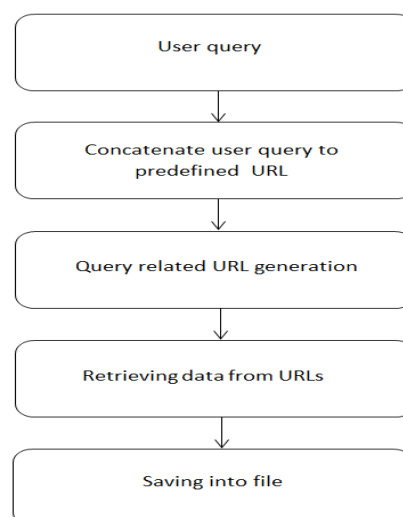 User query
Concatenate user query to
predefined URL
Query related URL generation
Retrieving data from URLs
Saving into file